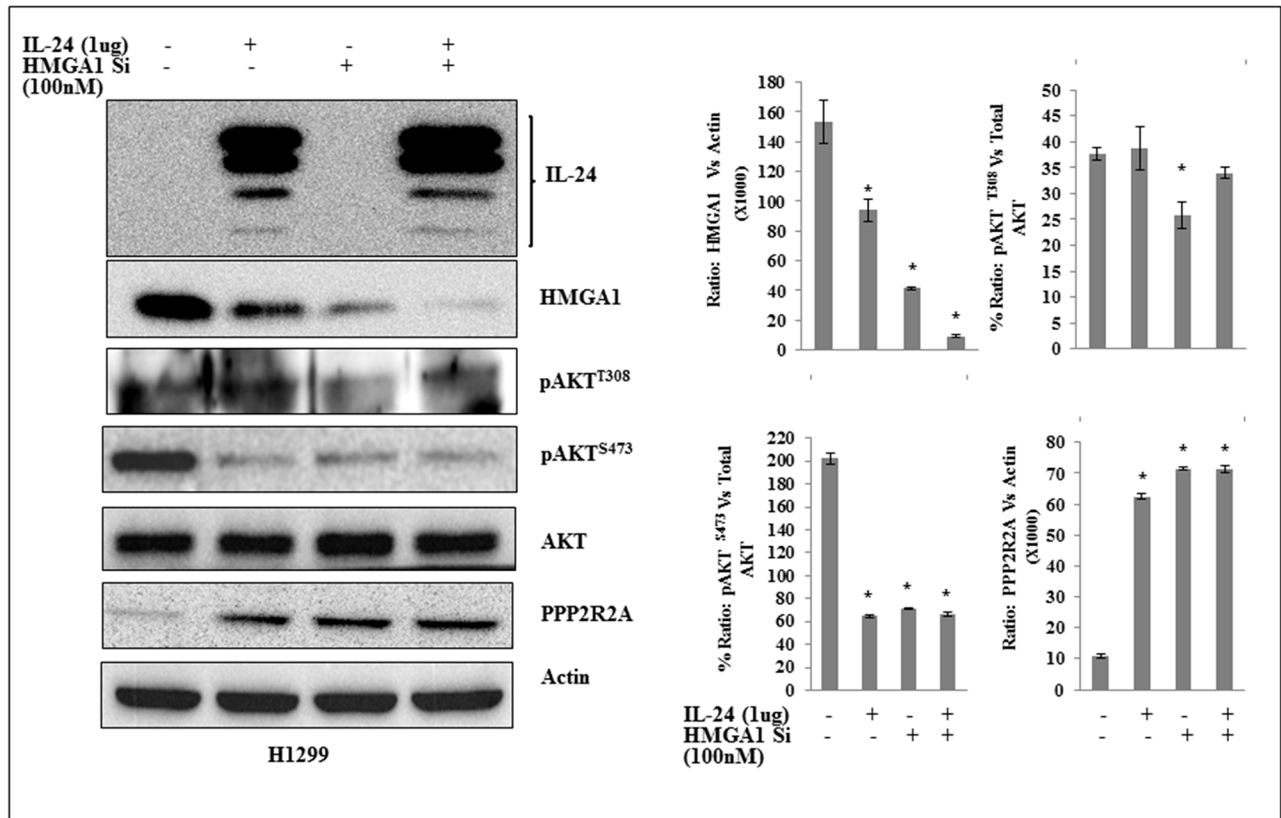 IL-24 (1ug) - + - +
HMGA1 Si - - + +
(100nM)
IL-24
HMGA1
pAKT^T308
pAKT^S473
AKT
PPP2R2A
Actin
H1299
Ratio: HMGA1 Vs Actin
(X1000)
160
140
120
100
80
60
40
20
0
*
*
*
% Ratio: pAKT^T308 Vs Total
AKT
50
45
40
35
30
25
20
15
10
5
0
*
% Ratio: pAKT^S473 Vs Total
AKT
220
200
180
160
140
120
100
80
60
40
20
0
* * *
Ratio: PPP2R2A Vs Actin
(X1000)
80
70
60
50
40
30
20
10
0
* * *
IL-24 (1ug) - + - + - + - +
HMGA1 Si - - + + - - + +
(100nM)